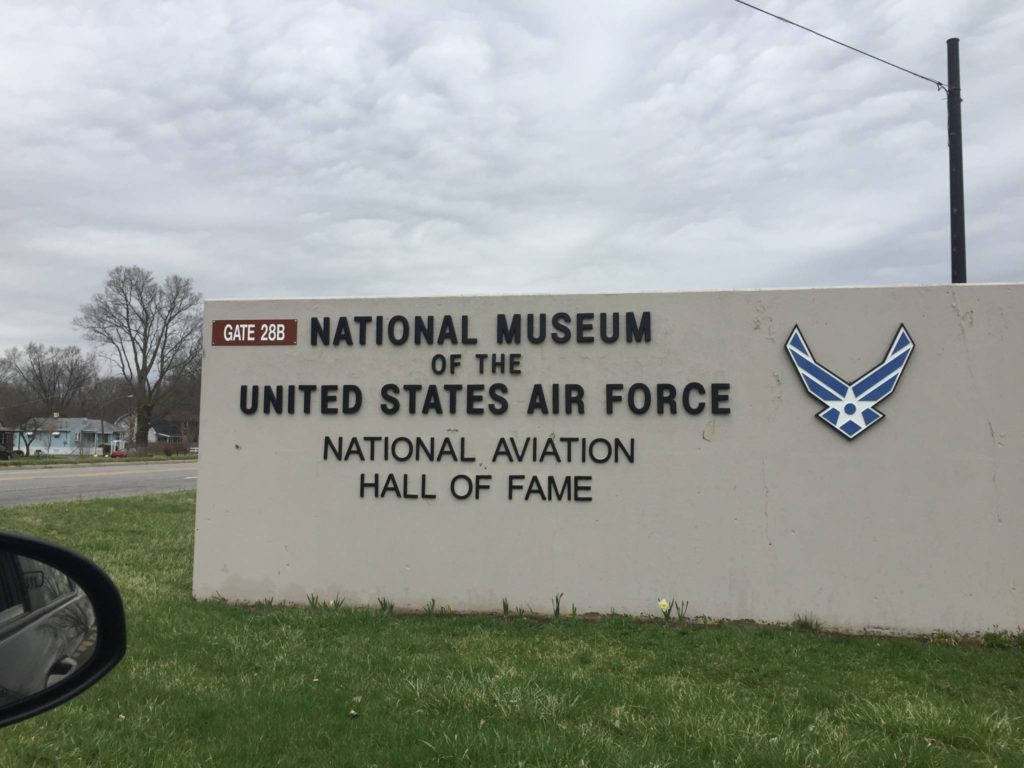 GATE 28B
NATIONAL MUSEUM
OF THE
UNITED STATES AIR FORCE
NATIONAL AVIATION
HALL OF FAME